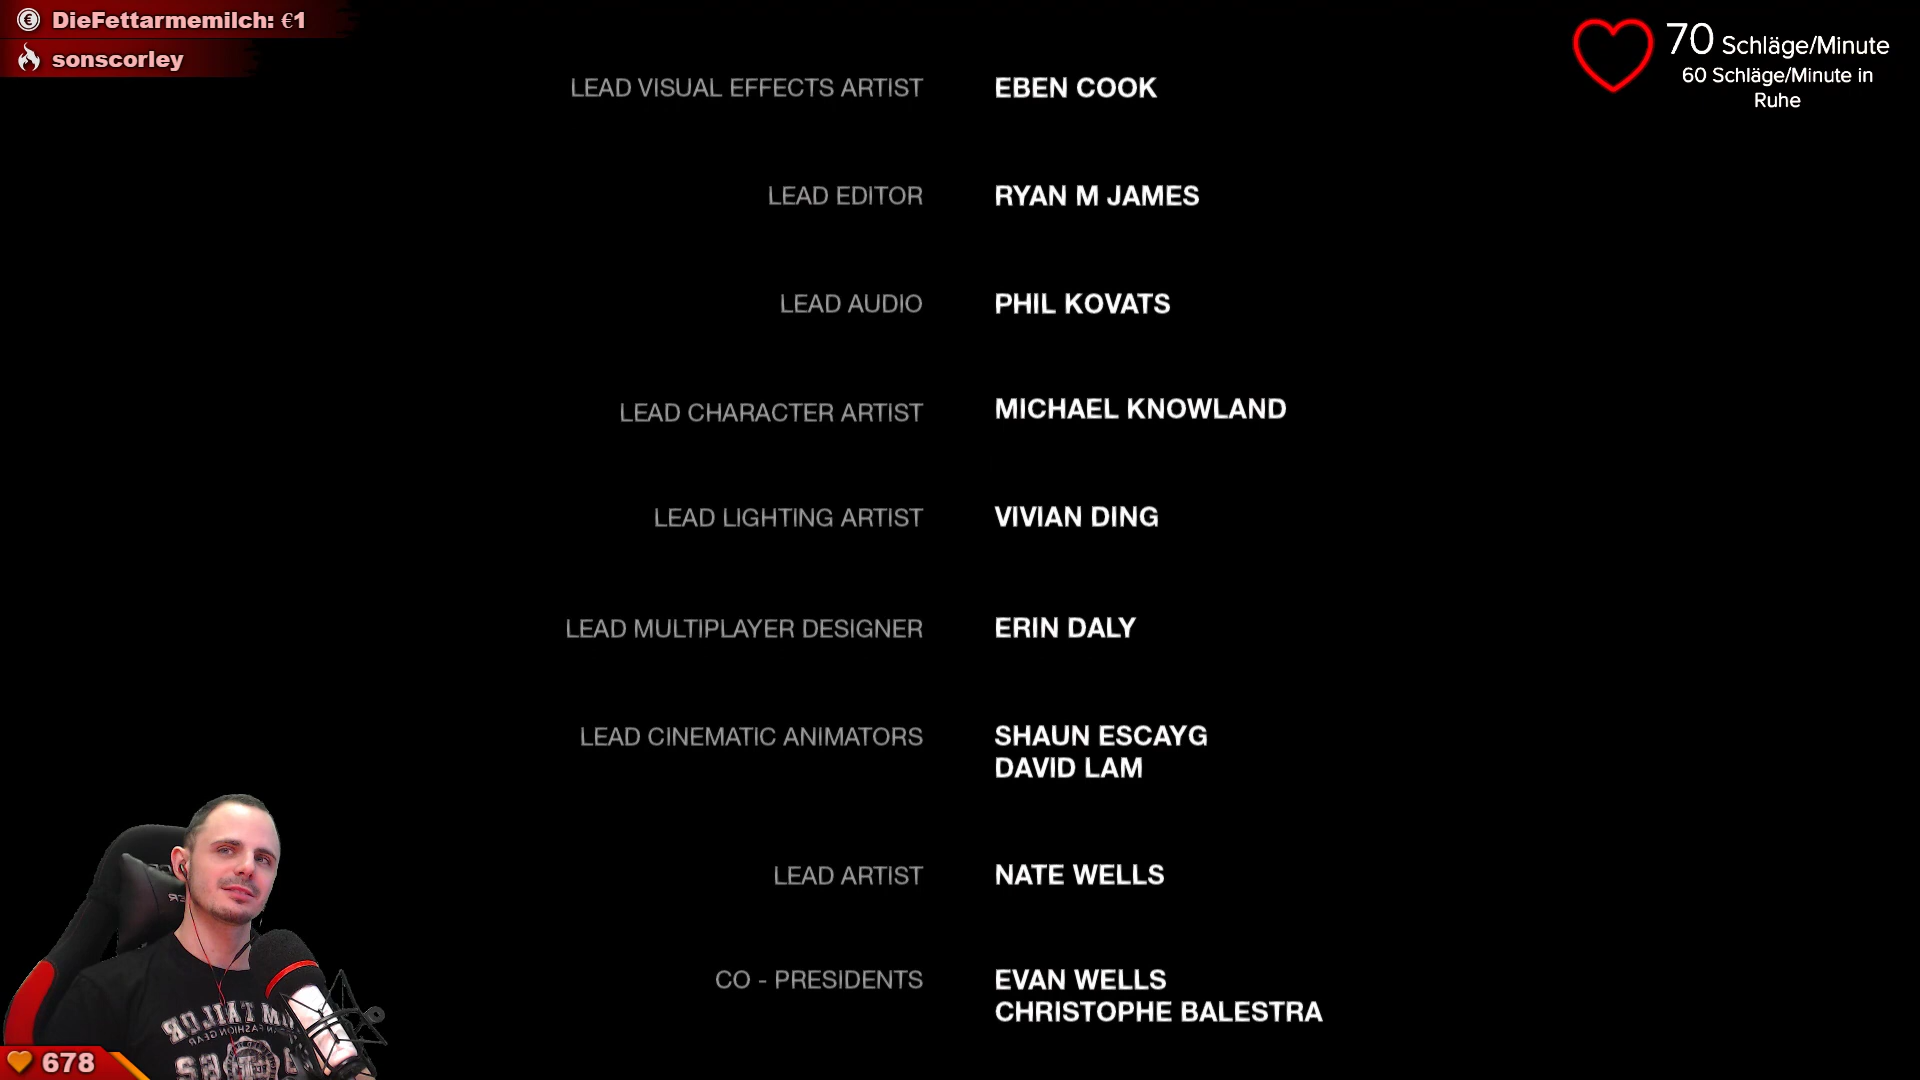 DieFettarmemilch: €1
sonscorley
70 Schläge/Minute
60 Schläge/Minute in
Ruhe
LEAD VISUAL EFFECTS ARTIST EBEN COOK
LEAD EDITOR RYAN M JAMES
LEAD AUDIO PHIL KOVATS
LEAD CHARACTER ARTIST MICHAEL KNOWLAND
LEAD LIGHTING ARTIST VIVIAN DING
LEAD MULTIPLAYER DESIGNER ERIN DALY
LEAD CINEMATIC ANIMATORS SHAUN ESCAYG
DAVID LAM
LEAD ARTIST NATE WELLS
CO - PRESIDENTS EVAN WELLS
CHRISTOPHE BALESTRA
678